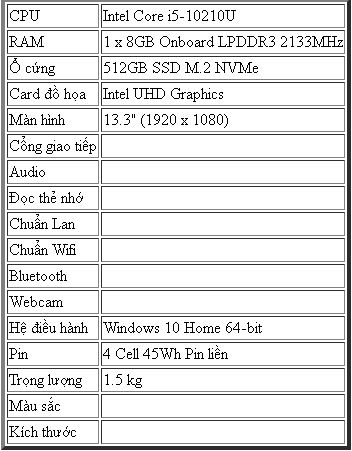 CPU Intel Core i5-10210U
RAM 1 x 8GB Onboard LPDDR3 2133MHz
Ổ cứng 512GB SSD M.2 NVMe
Card đồ họa Intel UHD Graphics
Màn hình 13.3" (1920 x 1080)
Cổng giao tiếp
Audio
Đọc thẻ nhớ
Chuẩn Lan
Chuẩn Wifi
Bluetooth
Webcam
Hệ điều hành Windows 10 Home 64-bit
Pin 4 Cell 45Wh Pin liền
Trọng lượng 1.5 kg
Màu sắc
Kích thước